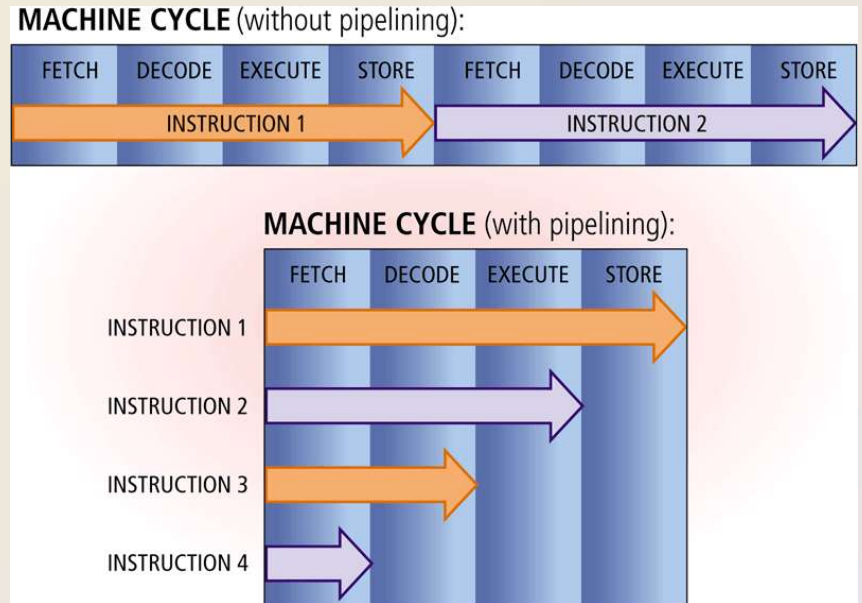 MACHINE CYCLE (without pipelining):
FETCH DECODE EXECUTE STORE FETCH DECODE EXECUTE STORE
INSTRUCTION 1 INSTRUCTION 2
MACHINE CYCLE (with pipelining):
FETCH DECODE EXECUTE STORE
INSTRUCTION 1
INSTRUCTION 2
INSTRUCTION 3
INSTRUCTION 4